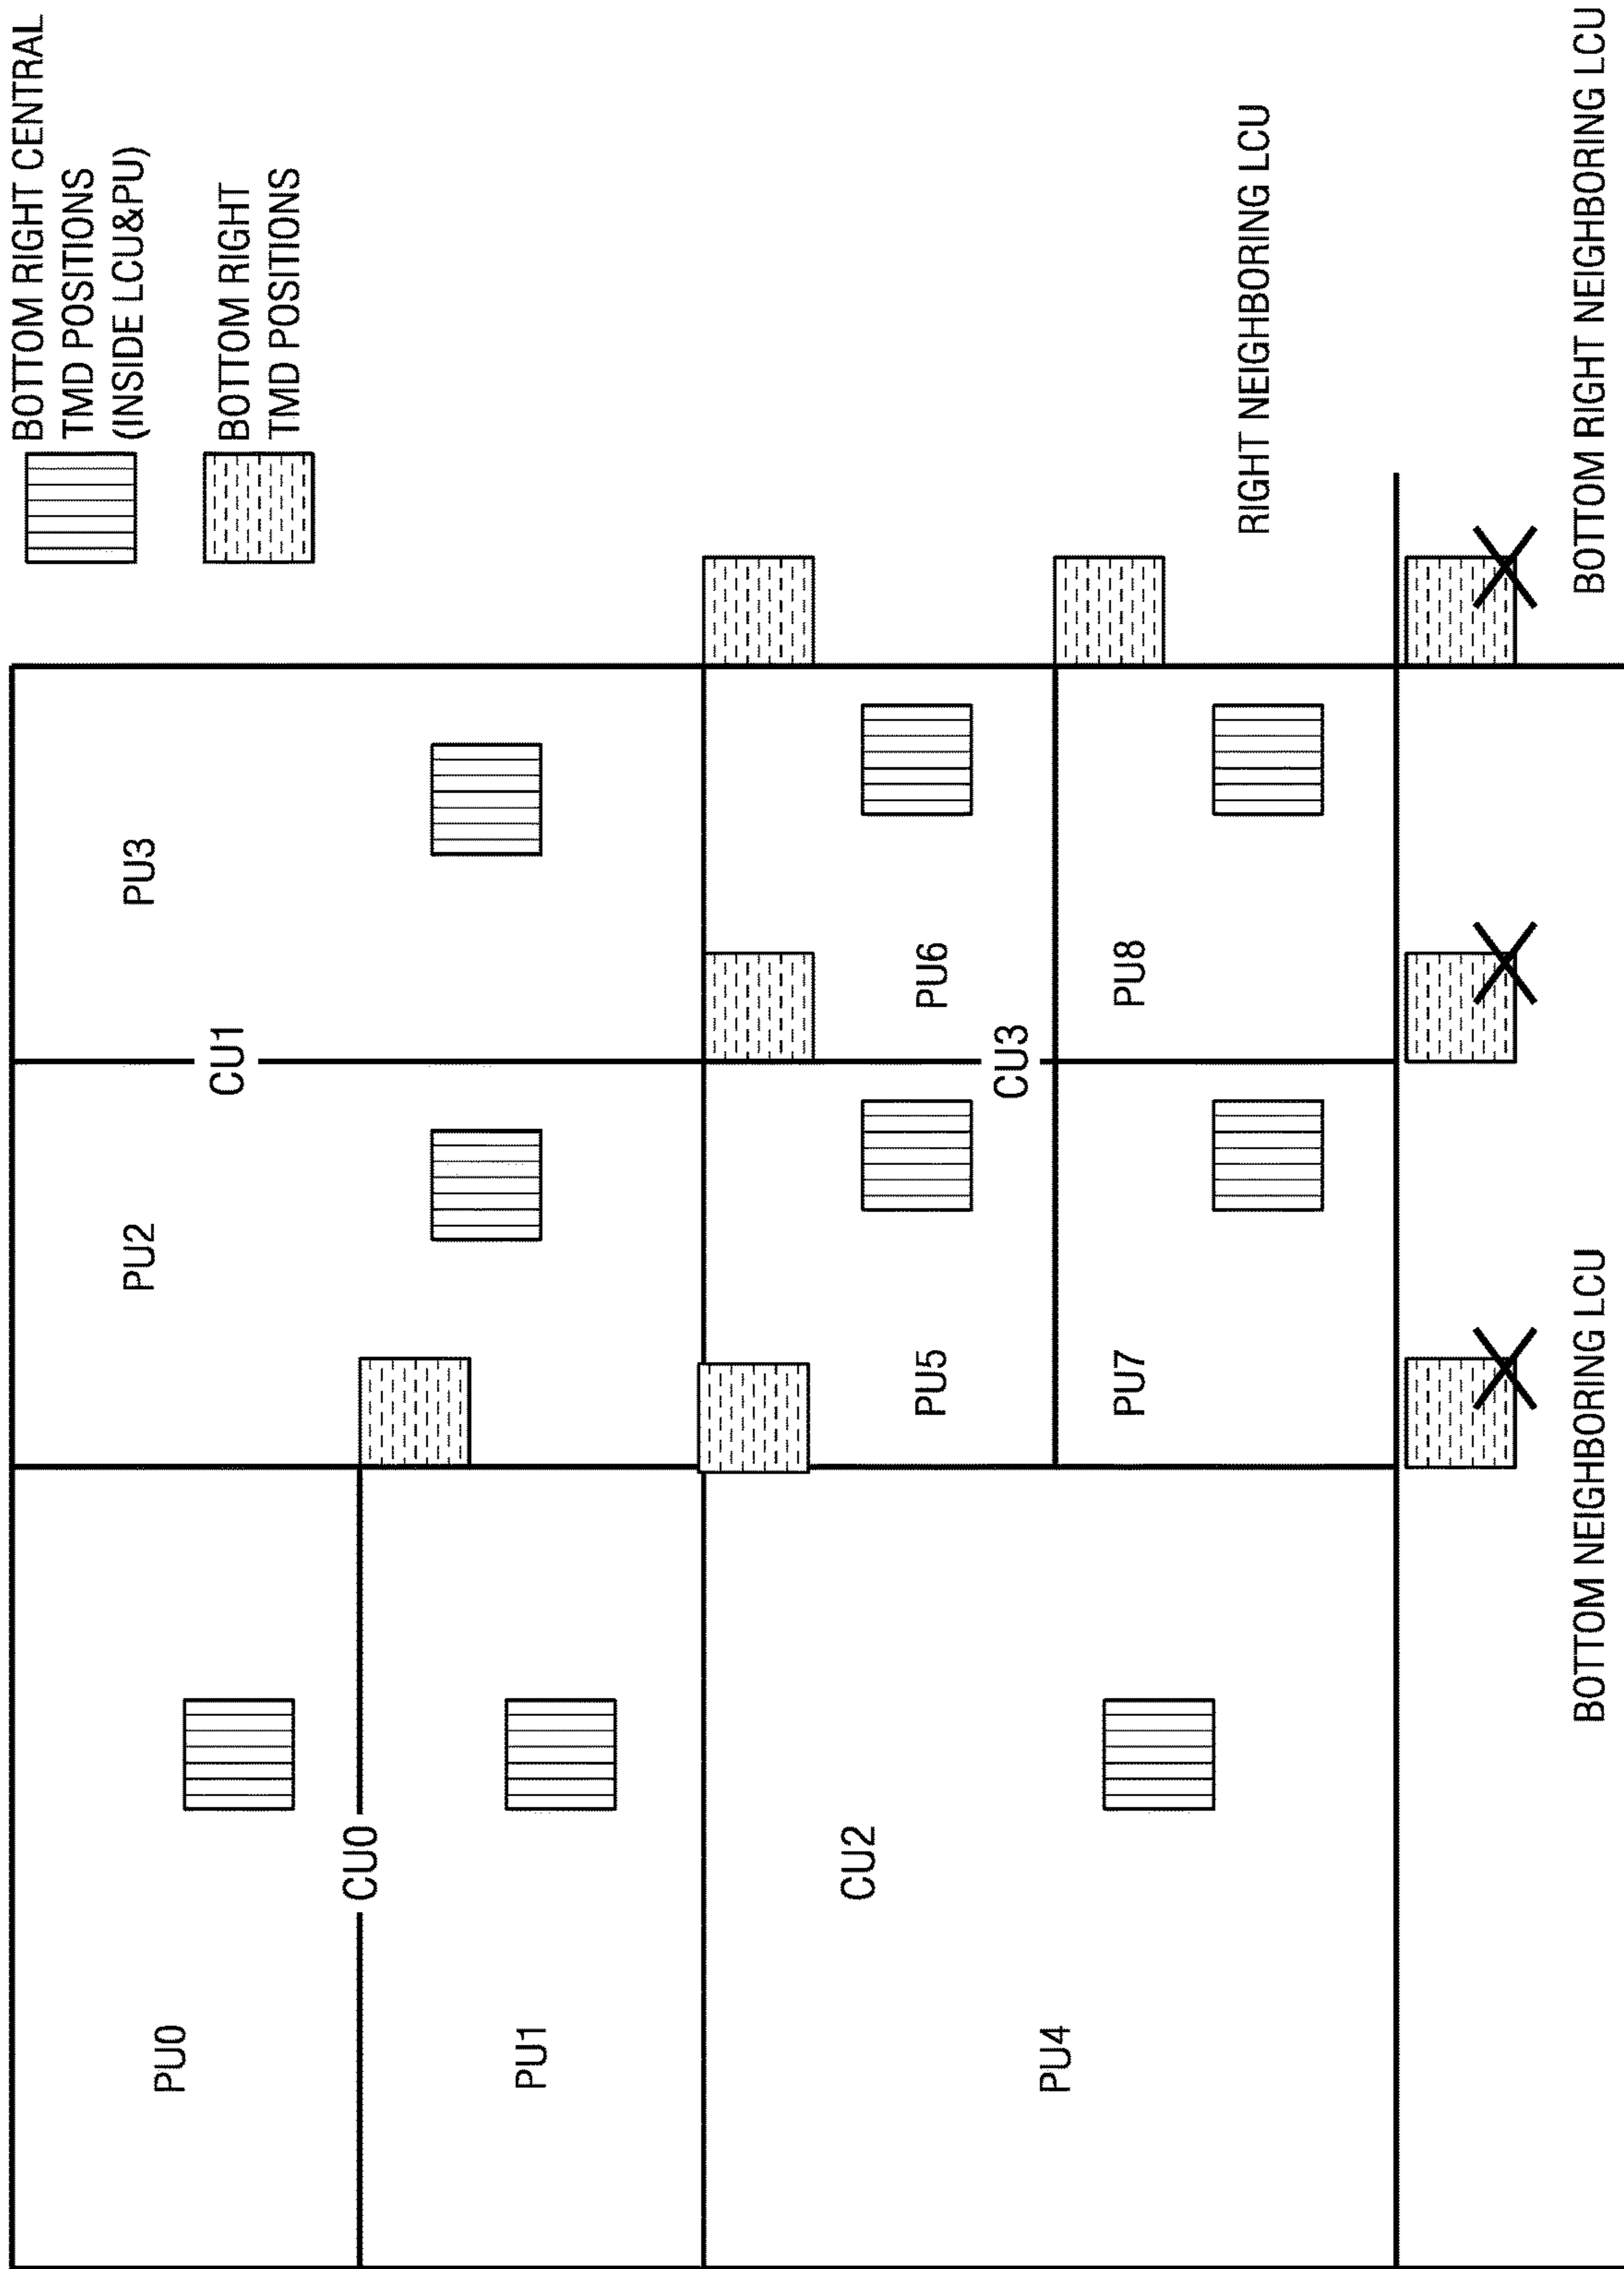 BOTTOM RIGHT CENTRAL
TMD POSITIONS
(INSIDE LCU&PU)
BOTTOM RIGHT
TMD POSITIONS
PU0
PU2
PU3
CU1
CU0
PU1
PU5
PU6
CU2
CU3
PU4
PU7
PU8
RIGHT NEIGHBORING LCU
BOTTOM NEIGHBORING LCU
BOTTOM RIGHT NEIGHBORING LCU